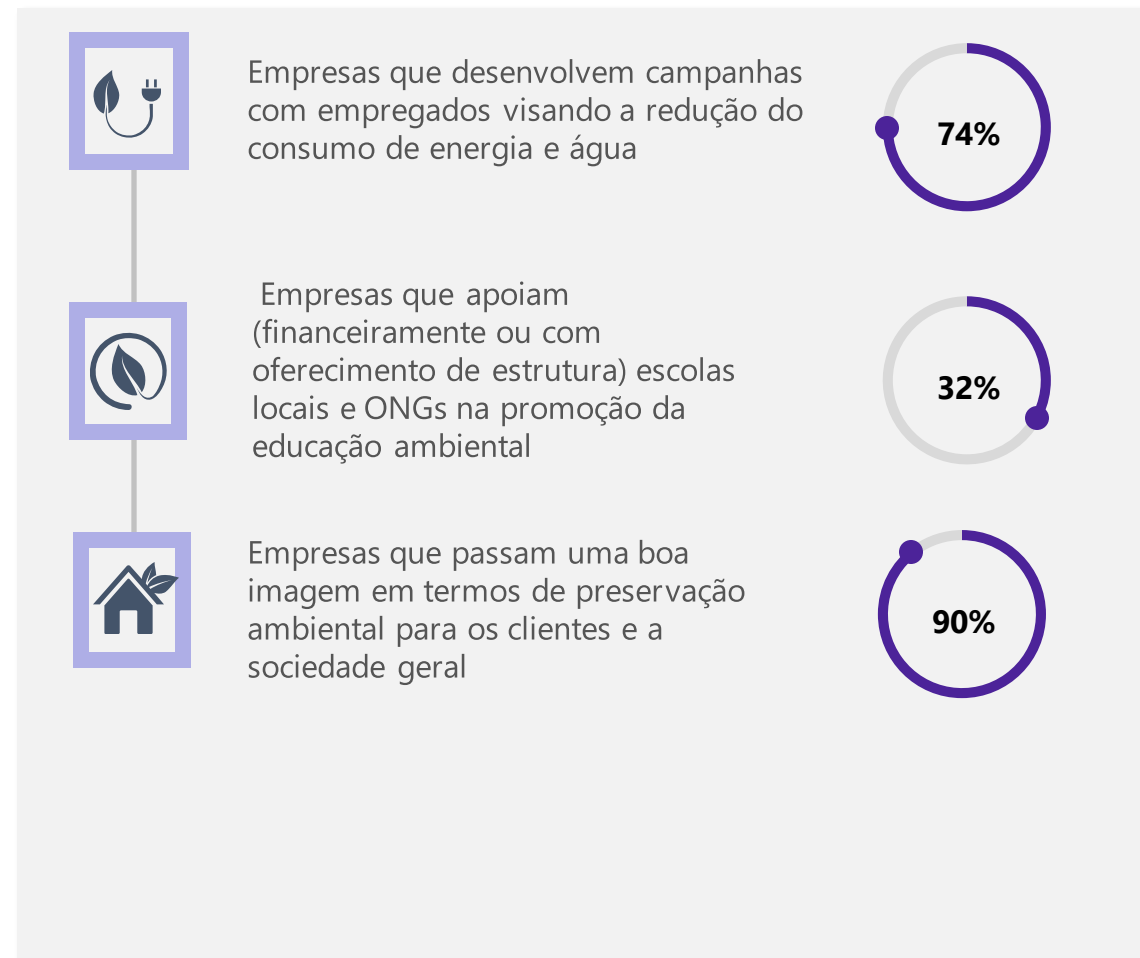 Empresas que desenvolvem campanhas
com empregados visando a redução do
consumo de energia e água
74%
Empresas que apoiam
(financeiramente ou com
oferecimento de estrutura) escolas
locais e ONGs na promoção da
educação ambiental
32%
Empresas que passam uma boa
imagem em termos de preservação
ambiental para os clientes e a
sociedade geral
90%